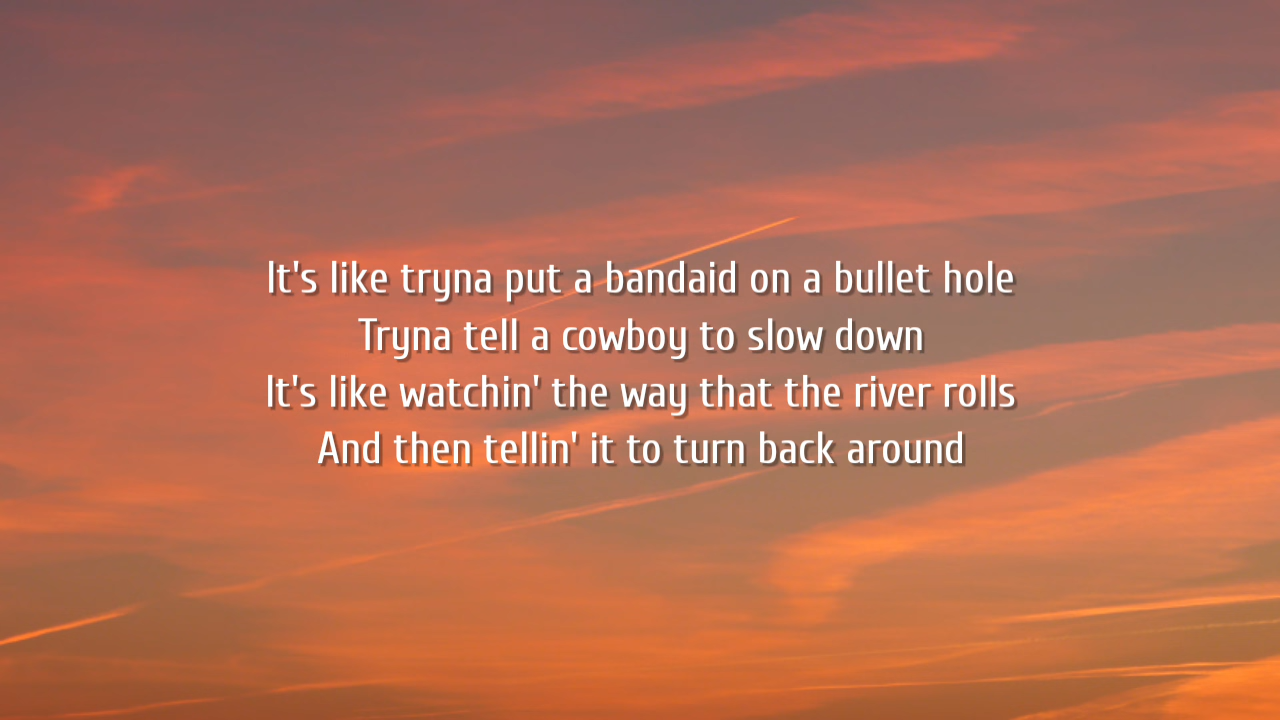 It's like tryna put a bandaid on a bullet hole
Tryna tell a cowboy to slow down
It's like watchin' the way that the river rolls
And then tellin' it to turn back around